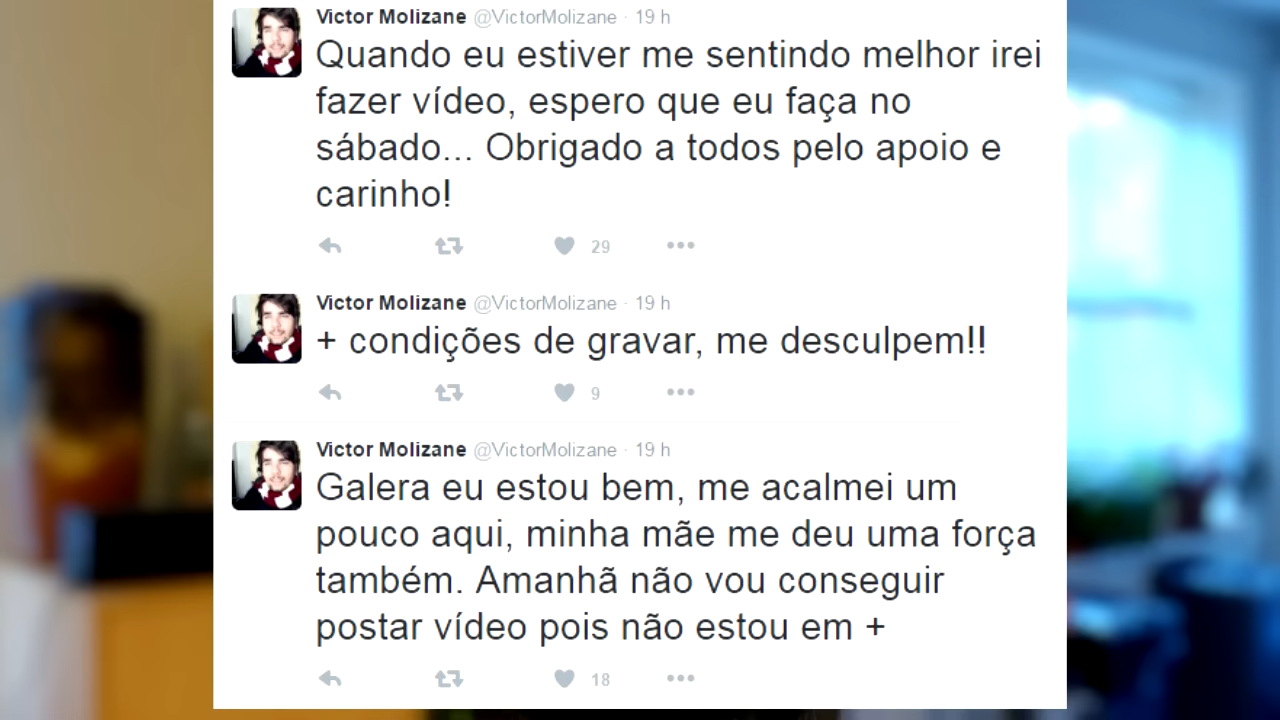 Victor Molizane @VictorMolizane · 19 h
Quando eu estiver me sentindo melhor irei
fazer vídeo, espero que eu faça no
sábado... Obrigado a todos pelo apoio e
carinho!
29
Victor Molizane @VictorMolizane · 19 h
+ condições de gravar, me desculpem!!
9
Victor Molizane @VictorMolizane · 19 h
Galera eu estou bem, me acalmei um
pouco aqui, minha mãe me deu uma força
também. Amanhã não vou conseguir
postar vídeo pois não estou em +
18